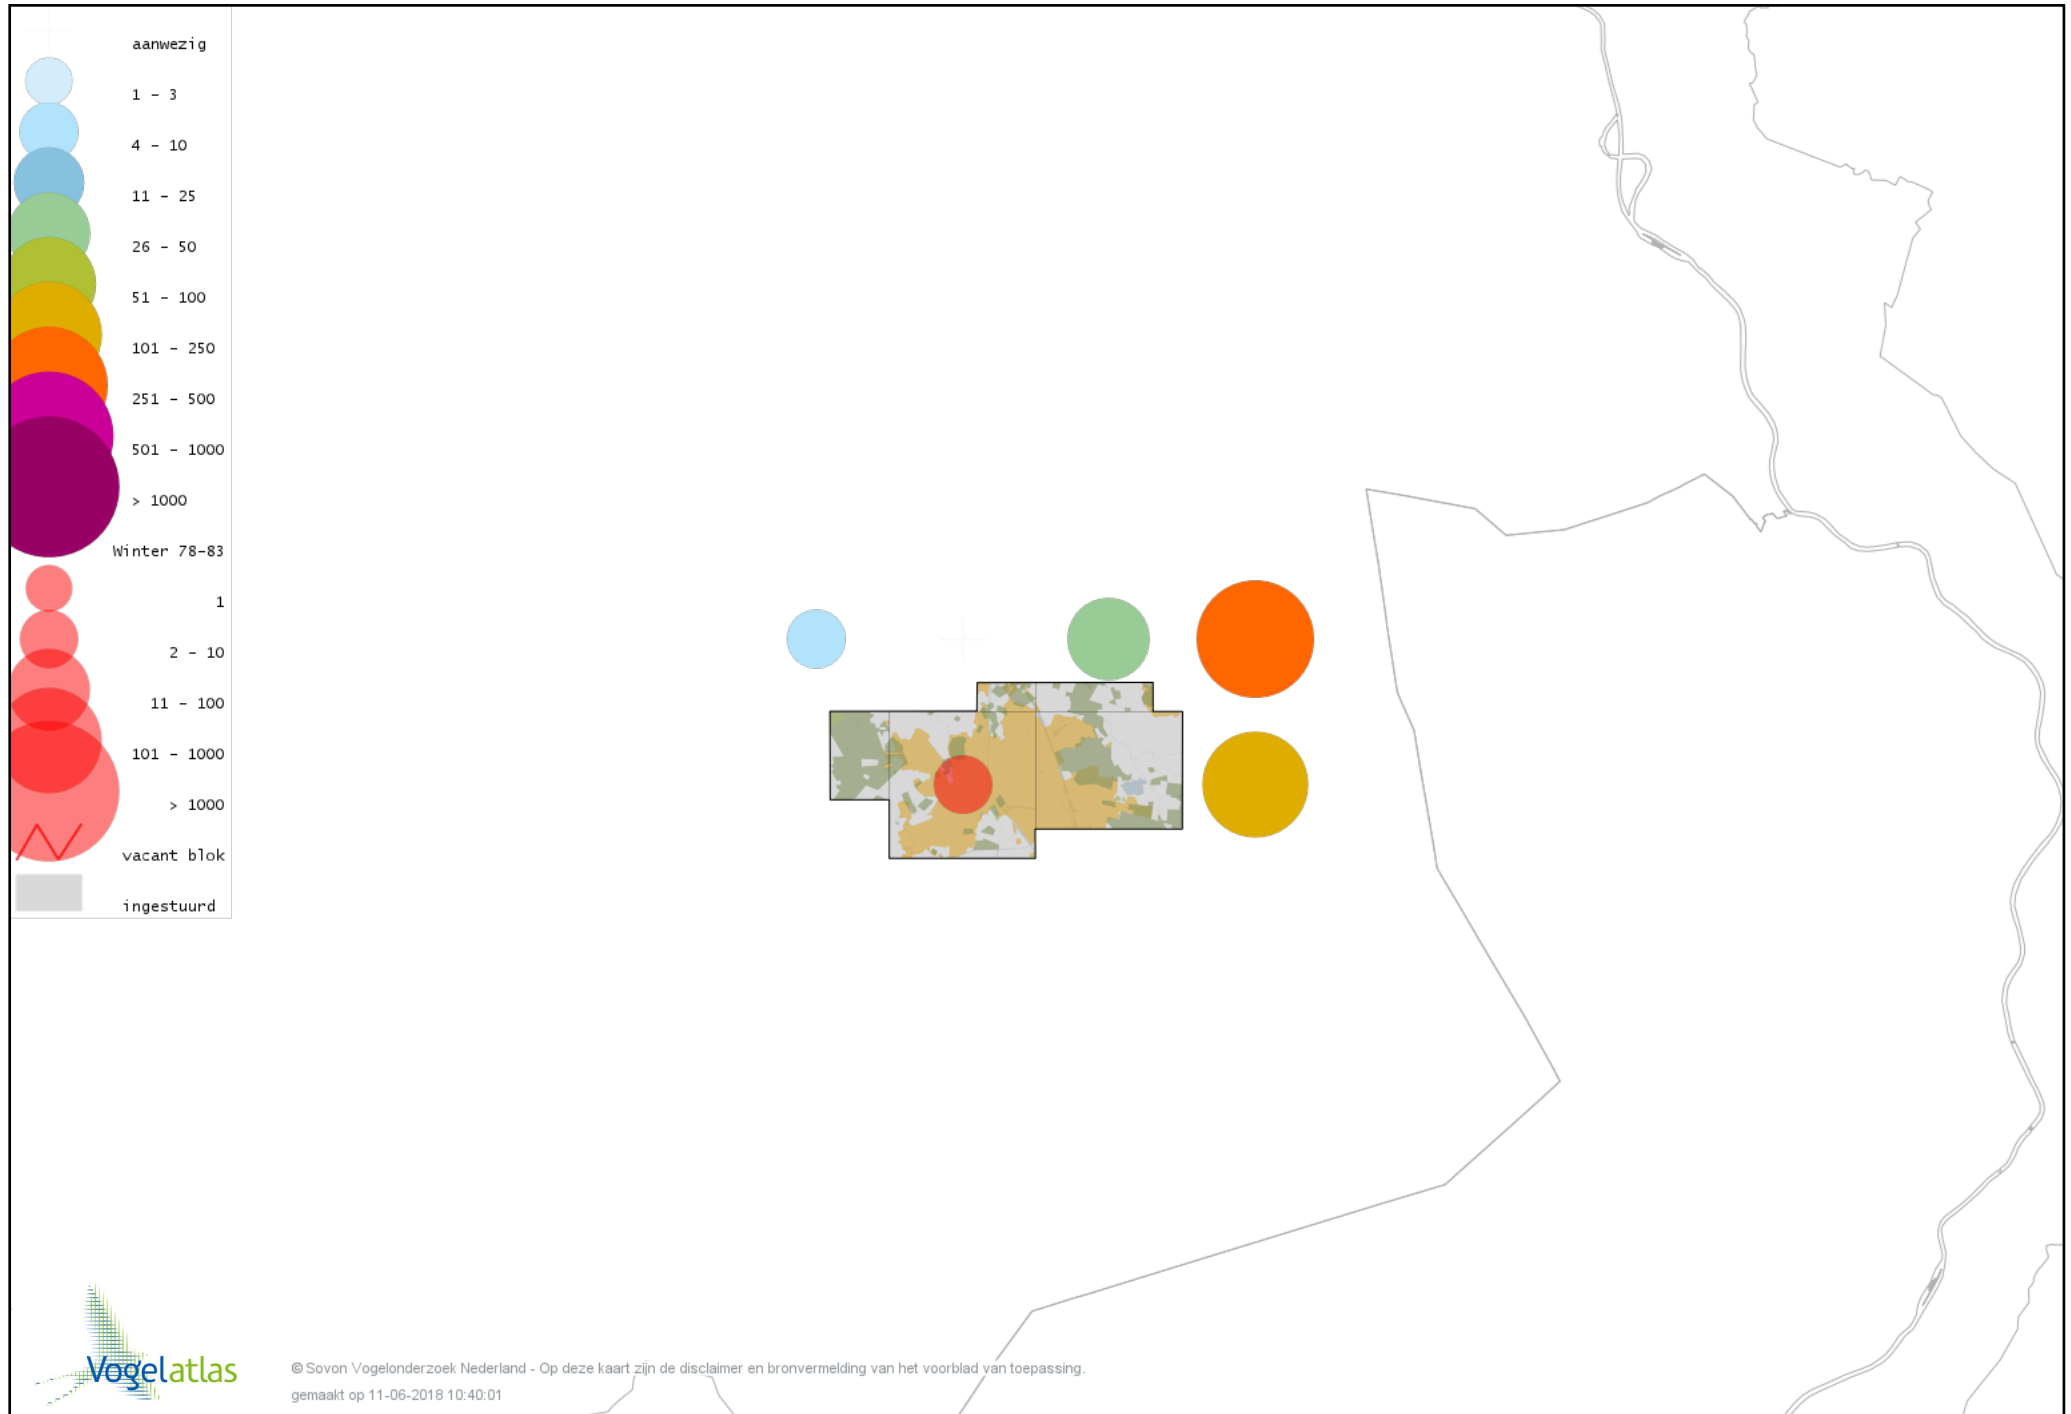 aanwezig
1 - 3
4 - 10
11 - 25
26 - 50
51 - 100
101 - 250
251 - 500
501 - 1000
> 1000
Winter 78-83
1
2 - 10
11 - 100
101 - 1000
> 1000
vacant blok
ingestuurd
Vogelatlas
© Sovon Vogelonderzoek Nederland - Op deze kaart zijn de disclaimer en bronvermelding van het voorblad van toepassing.
gemaakt op 11-06-2018 10:40:01